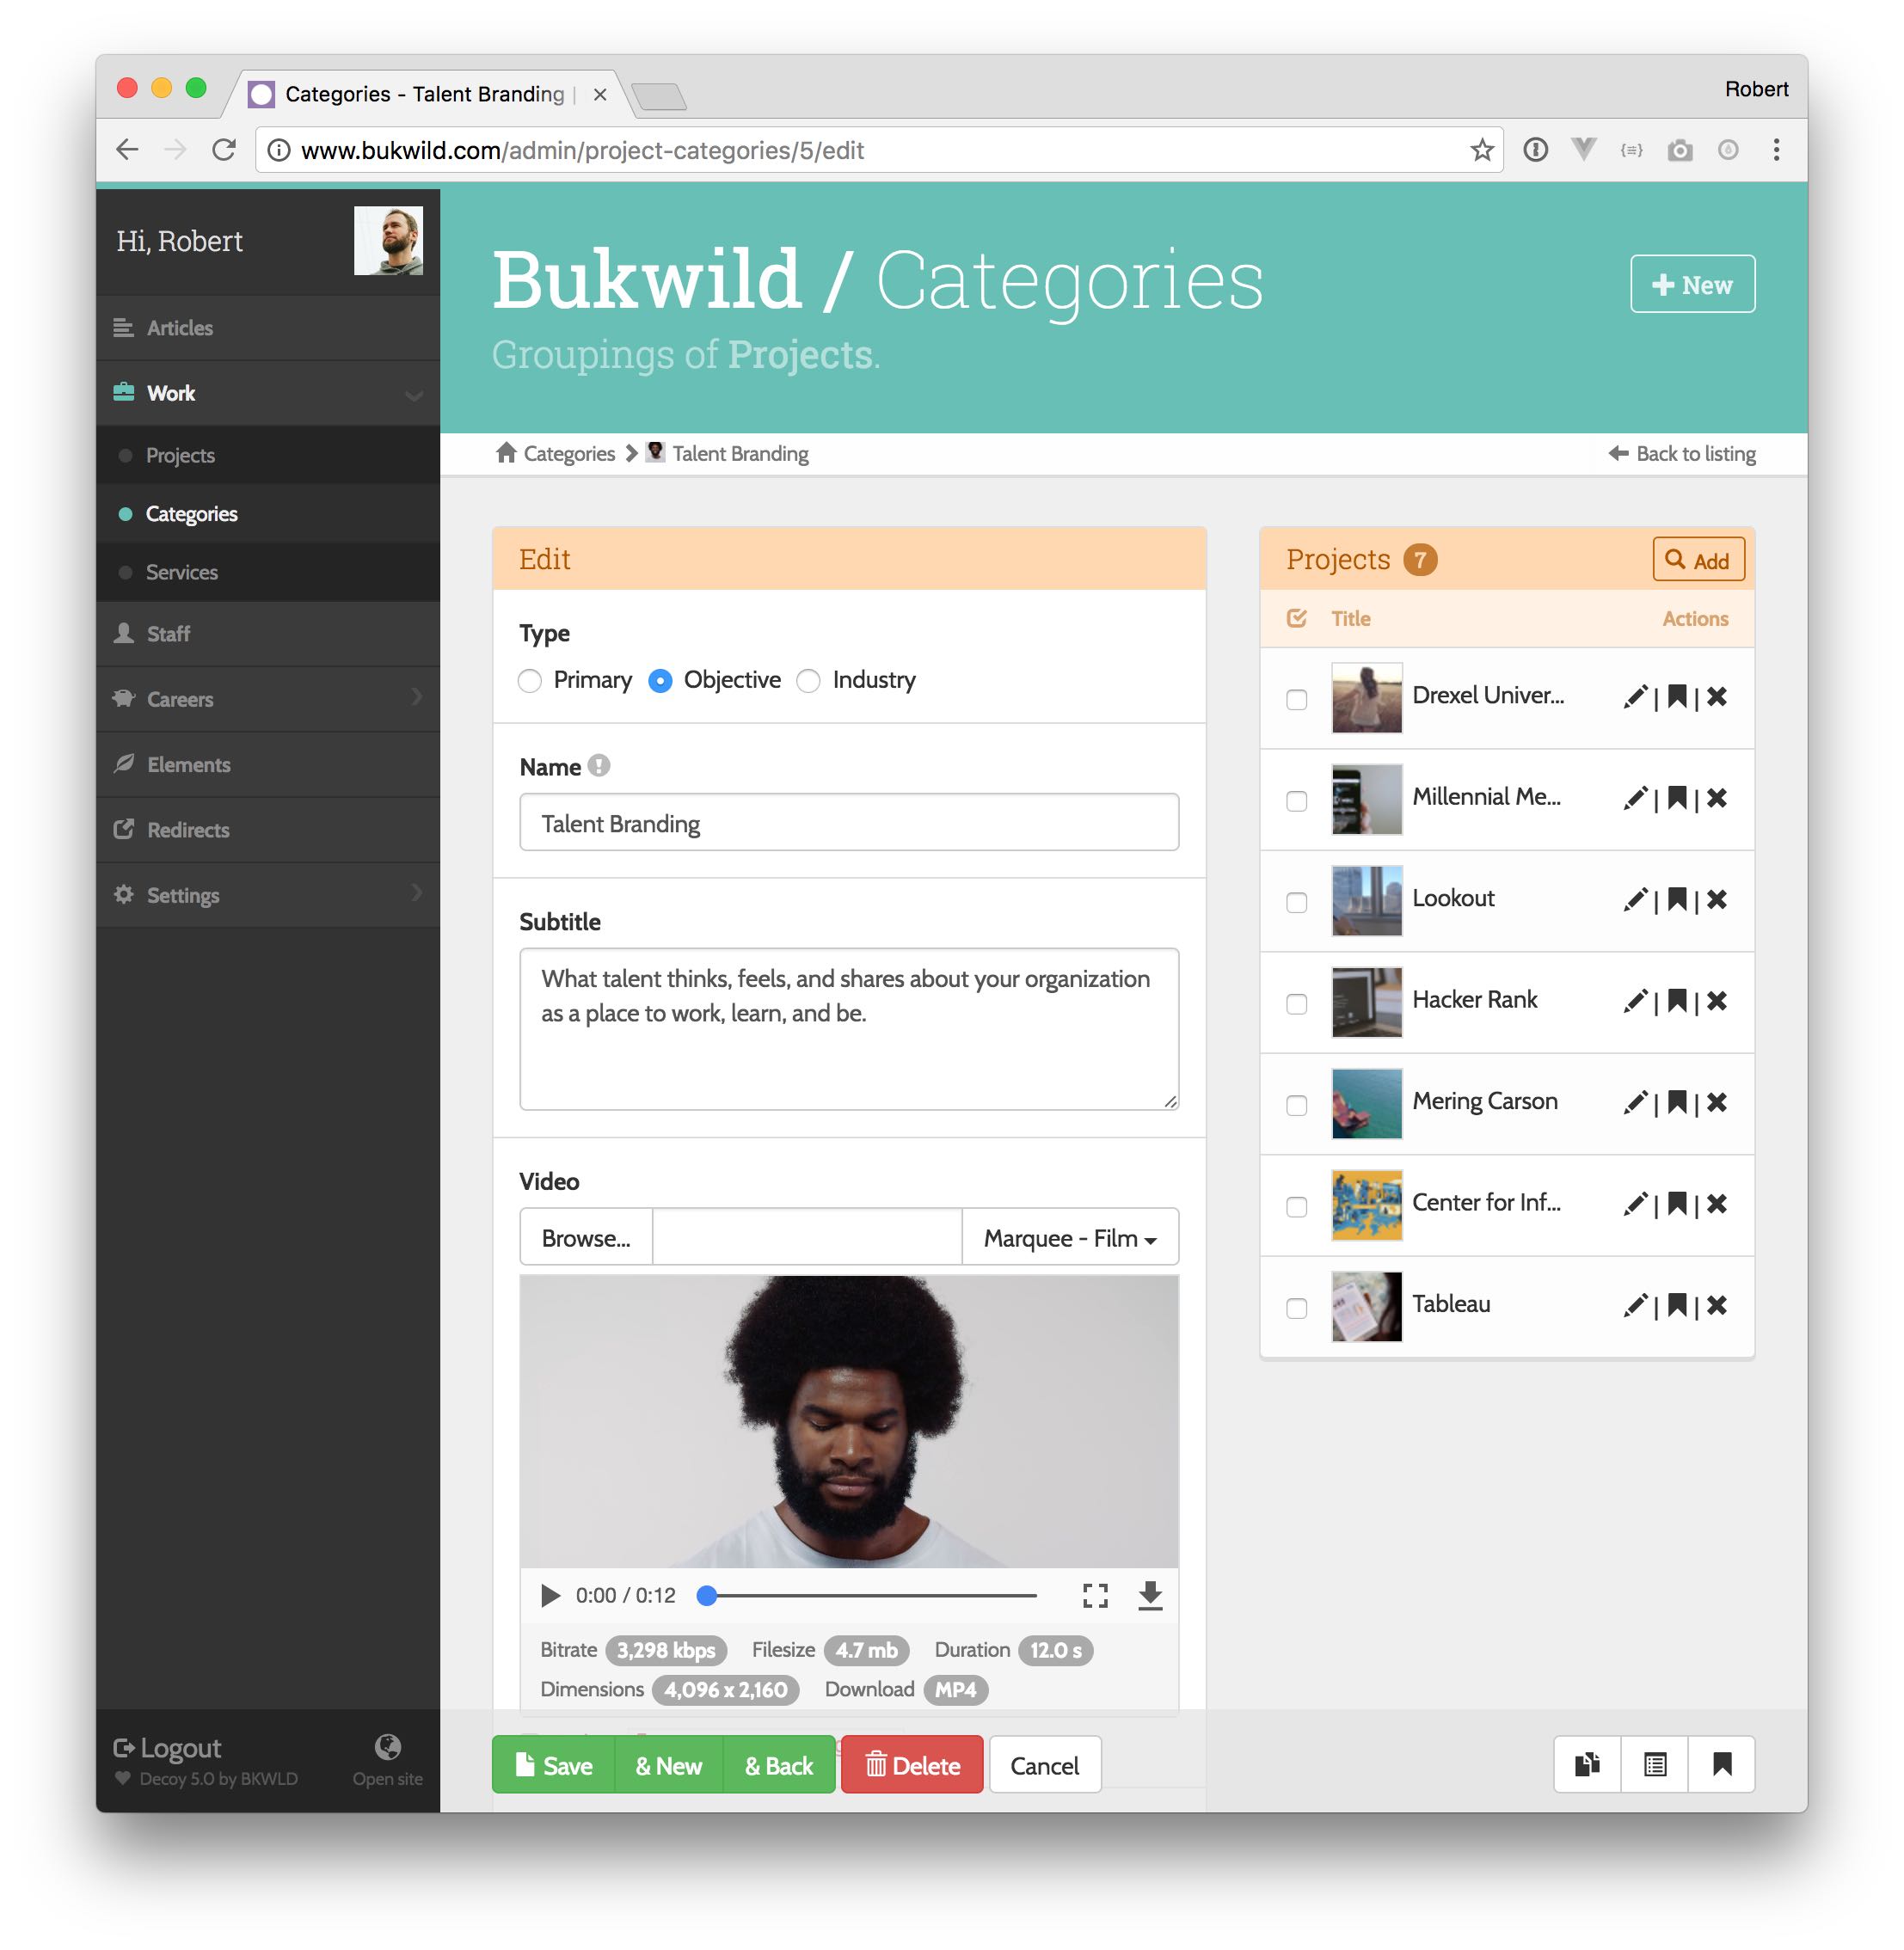 Categories - Talent Branding |
Robert
www.bukwild.com/admin/project-categories/5/edit
Hi, Robert
Articles
Work
Projects
Categories
Services
Staff
Careers
Elements
Redirects
Settings
Logout
Decoy 5.0 by BKWLD
Open site
Bukwild / Categories
Groupings of Projects.
New
Categories
Talent Branding
Back to listing
Edit
Type
Primary Objective Industry
Name
Talent Branding
Subtitle
What talent thinks, feels, and shares about your organization
as a place to work, learn, and be.
Video
Browse... Marquee - Film
0:00 / 0:12
Bitrate 3,298 kbps Filesize 4.7 mb Duration 12.0 s
Dimensions 4,096 x 2,160 Download MP4
Save & New & Back Delete Cancel
Projects 7 Add
Title Actions
Drexel Univer...
Millennial Me...
Lookout
Hacker Rank
Mering Carson
Center for Inf...
Tableau